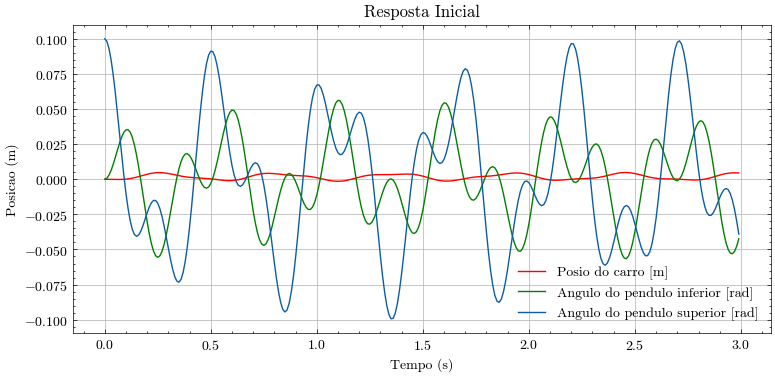 Resposta Inicial
0.100
0.075
0.050
0.025
0.000
−0.025
−0.050
−0.075
−0.100
Posicao (m)
Posio do carro [m]
Angulo do pendulo inferior [rad]
Angulo do pendulo superior [rad]
0.0 0.5 1.0 1.5 2.0 2.5 3.0
Tempo (s)